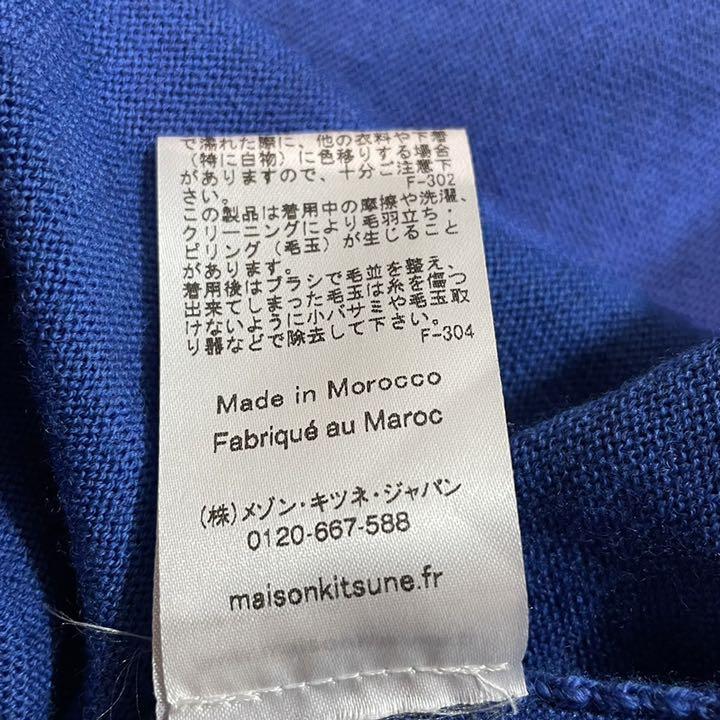 で濡れた際に、他の衣料や下着
(特に白物)に色移りする場合
がありますので、十分ご注意下
さい。 F-302
この製品は着用中の摩擦や洗濯、
クリーニングにより毛羽立ち・
ピリング(毛玉)が生じること
があります。
着用後はブラシで毛並を整え、
出来てしまった毛玉は糸を傷つ
けないように小バサミや毛玉取
り器などで除去して下さい。
F-304
Made in Morocco
Fabriqué au Maroc
(株)メゾン・キツネ・ジャパン
0120-667-588
maisonkitsune.fr